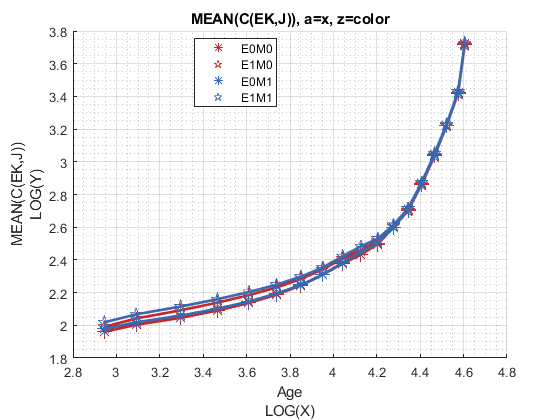 MEAN(C(EK,J)), a=x, z=color
E0M0
E1M0
E0M1
E1M1
3.8
3.6
3.4
3.2
3
2.8
2.6
2.4
2.2
2
1.8
MEAN(C(EK,J))
LOG(Y)
2.8
3
3.2
3.4
3.6
3.8
4
4.2
4.4
4.6
4.8
Age
LOG(X)